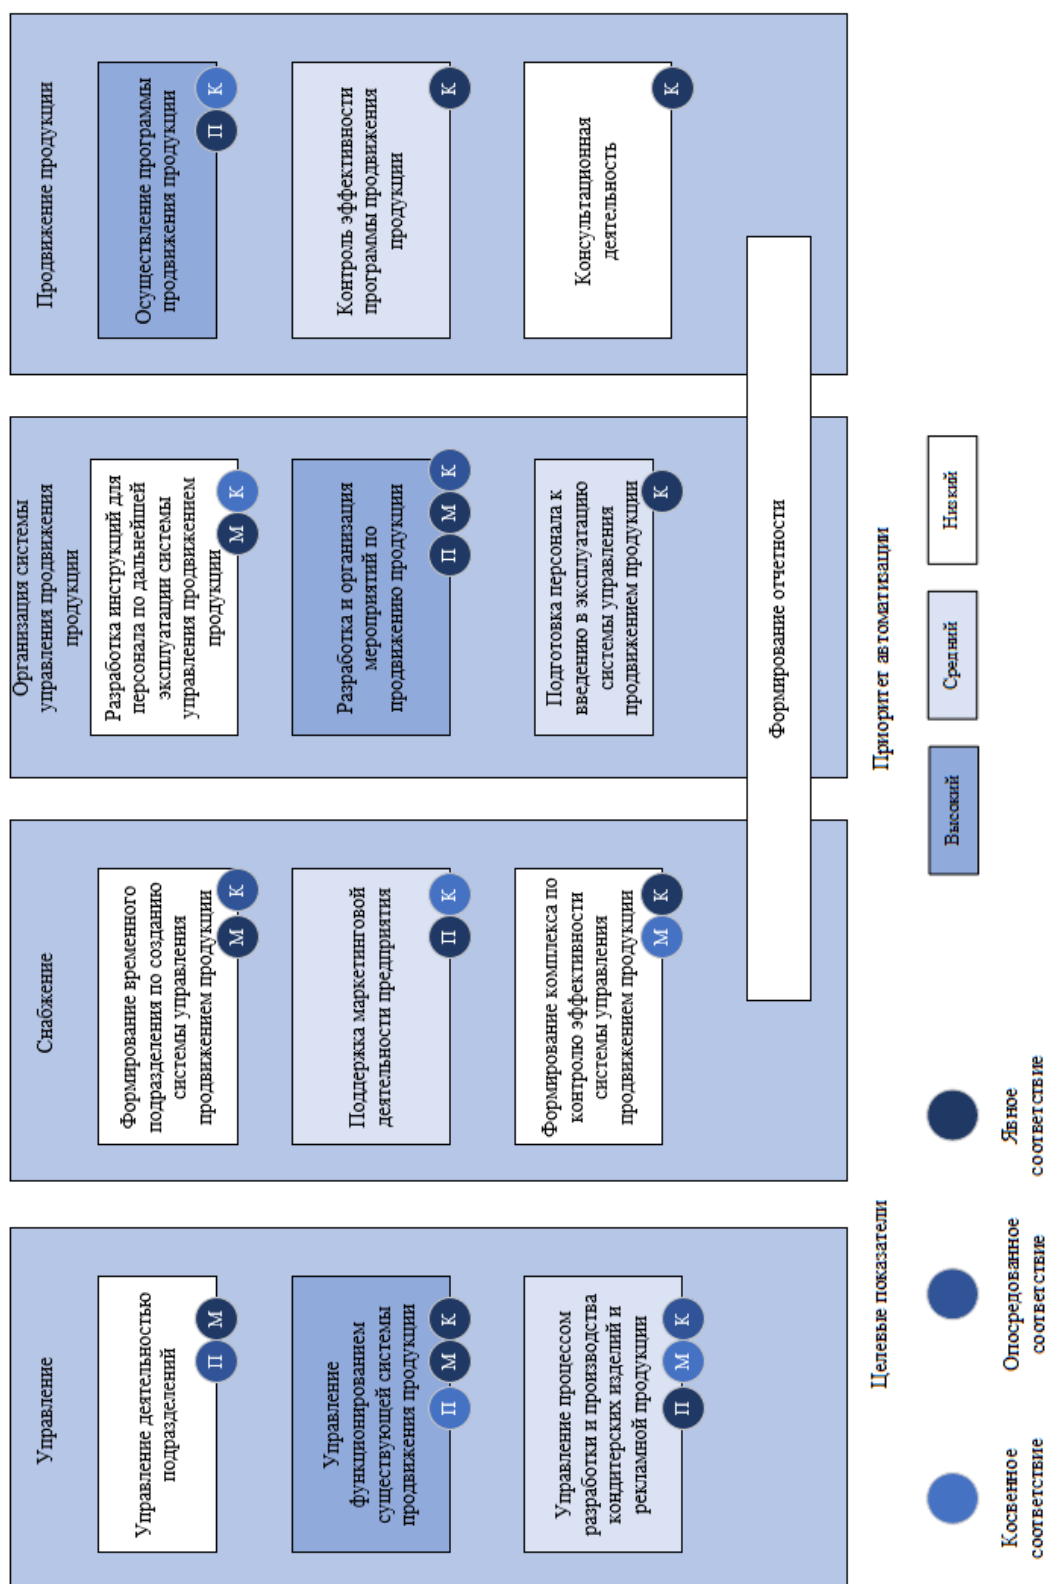 Управление
Управление деятельностью
подразделений
П М
Управление
функционированием
существующей системы
продвижения продукции
П М К
Управление процессом
разработки и производства
кондитерских изделий и
рекламной продукции
П М К
Снабжение
Формирование временного
подразделения по созданию
системы управления
продвижением продукции
М К
Поддержка маркетинговой
деятельности предприятия
П К
Формирование комплекса по
контролю эффективности
системы управления
продвижением продукции
М К
Организация системы
управления продвижения
продукции
Разработка инструкций для
персонала по дальнейшей
эксплуатации системы
управления продвижением
продукции
М К
Разработка и организация
мероприятий по
продвижению продукции
П М К
Подготовка персонала к
введению в эксплуатацию
системы управления
продвижением продукции
К
Продвижение продукции
Осуществление программы
продвижения продукции
П К
Контроль эффективности
программы продвижения
продукции
К
Консультационная
деятельность
К
Формирование отчетности
Целевые показатели
Косвенное
соответствие
Опосредованное
соответствие
Явное
соответствие
Приоритет автоматизации
Высокий
Средний
Низкий